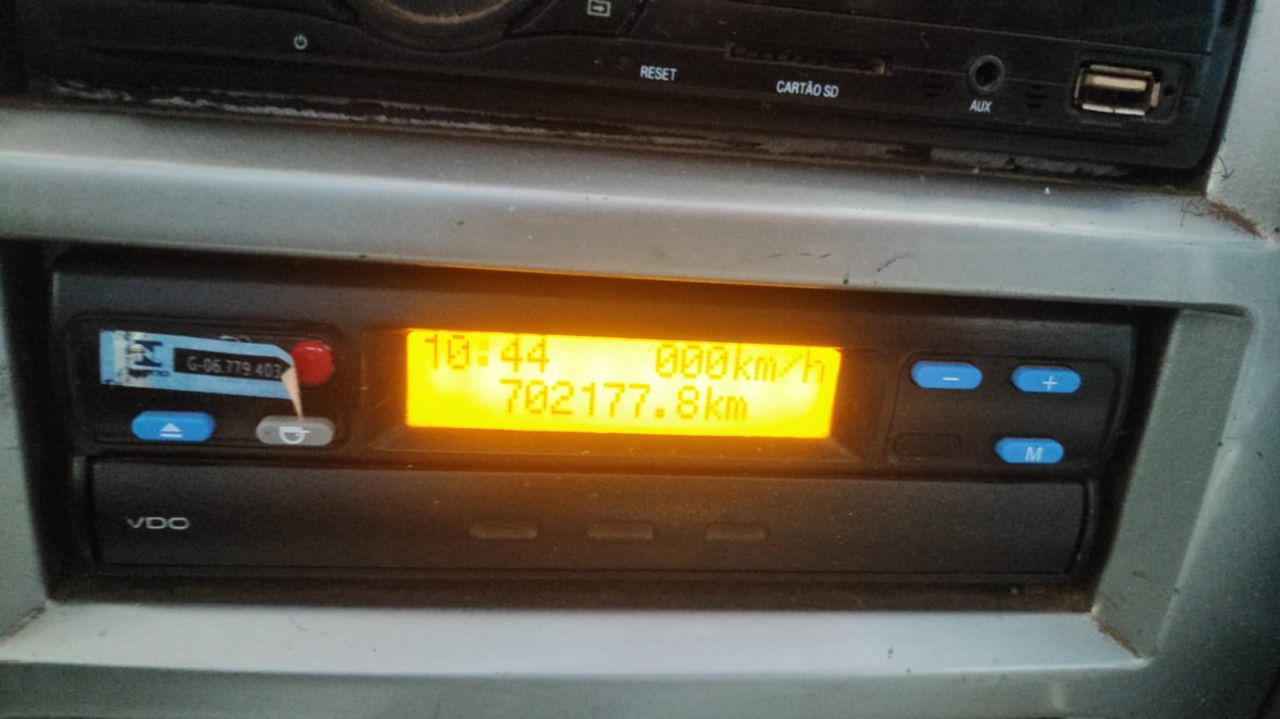 RESET
CARTÃO SD
AUX
10:44 000km/h
702177.8km
G-06.779.403
− +
M
VDO